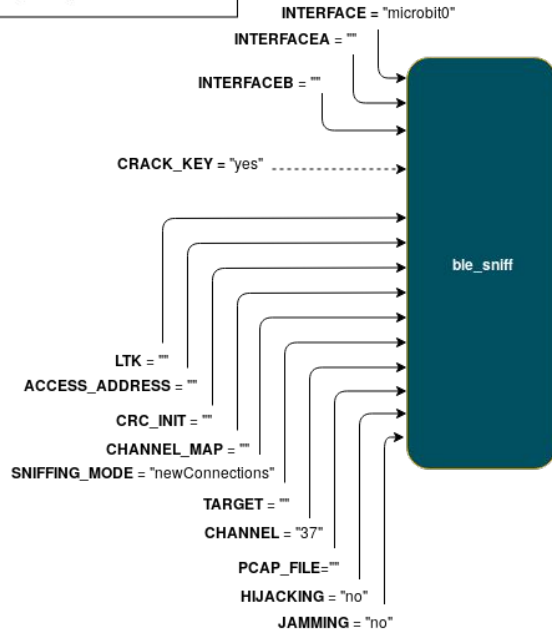 INTERFACE = "microbit0"
INTERFACEA = ""
INTERFACEB = ""
CRACK_KEY = "yes"
ble_sniff
LTK = ""
ACCESS_ADDRESS = ""
CRC_INIT = ""
CHANNEL_MAP = ""
SNIFFING_MODE = "newConnections"
TARGET = ""
CHANNEL = "37"
PCAP_FILE=""
HIJACKING = "no"
JAMMING = "no"